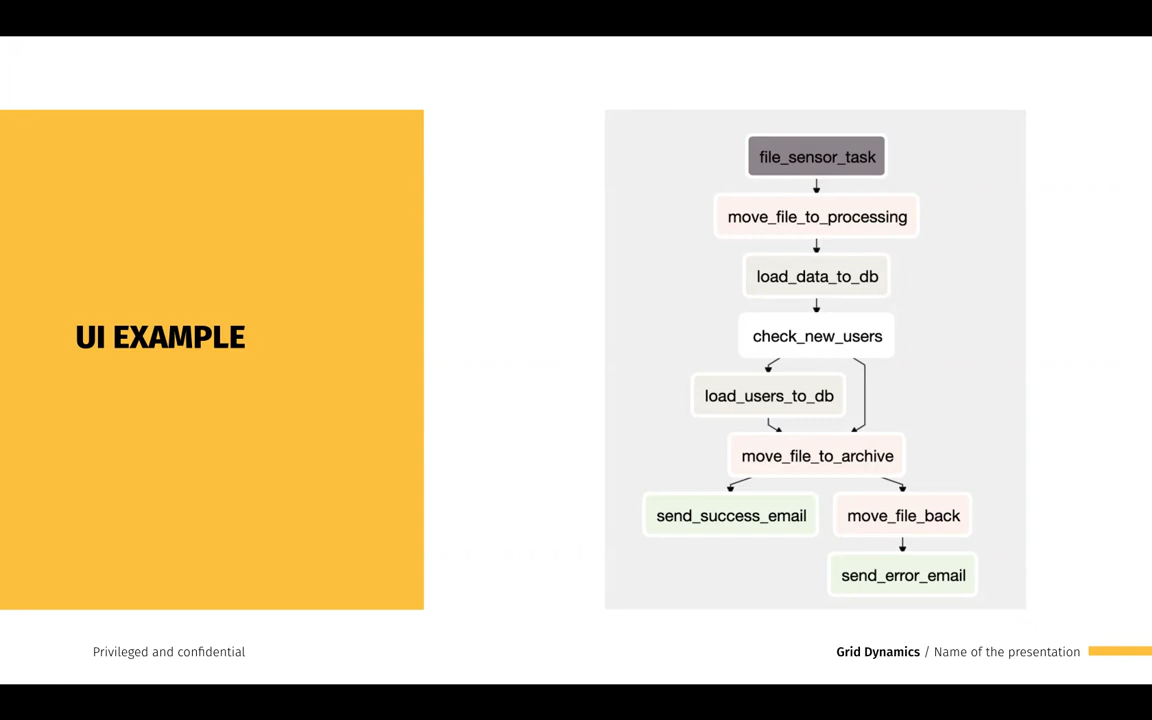 UI EXAMPLE
file_sensor_task
move_file_to_processing
load_data_to_db
check_new_users
load_users_to_db
move_file_to_archive
send_success_email
move_file_back
send_error_email
Privileged and confidential
Grid Dynamics / Name of the presentation